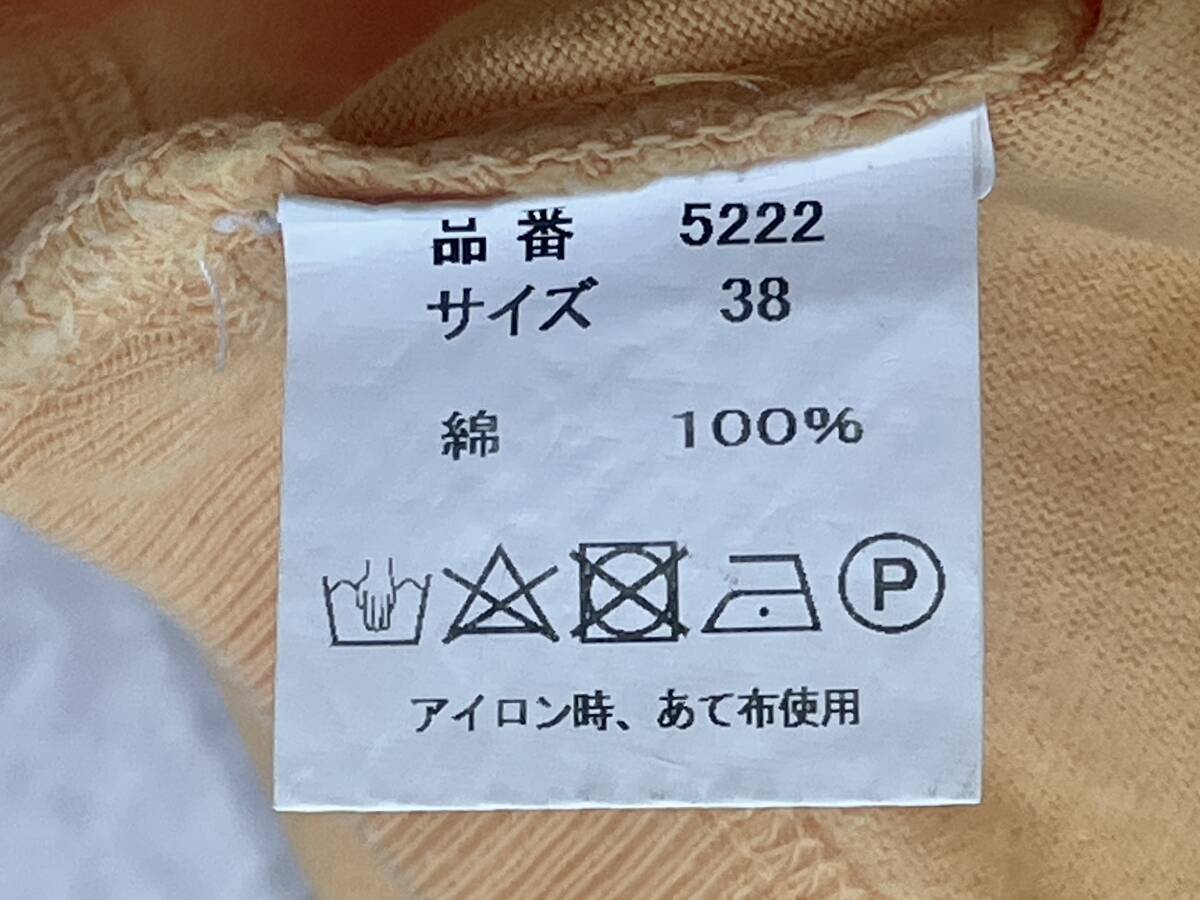 品番 5222
サイズ 38
綿 100%
P
アイロン時、あて布使用